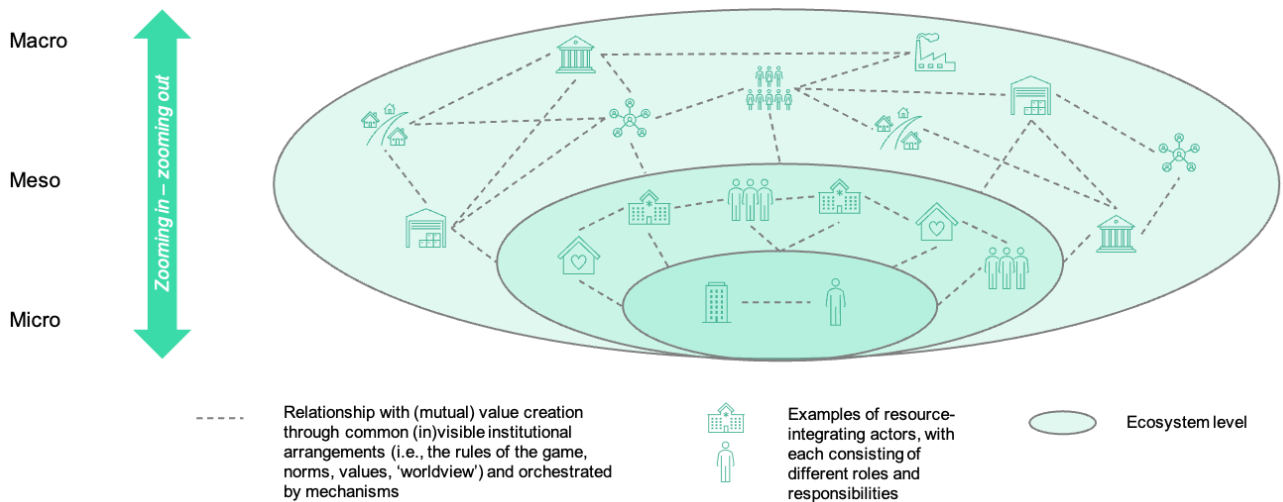 Macro
Zooming in – zooming out
Meso
Micro
Relationship with (mutual) value creation
through common (in)visible institutional
arrangements (i.e., the rules of the game,
norms, values, ‘worldview’) and orchestrated
by mechanisms
Examples of resource-
integrating actors, with
each consisting of
different roles and
responsibilities
Ecosystem level